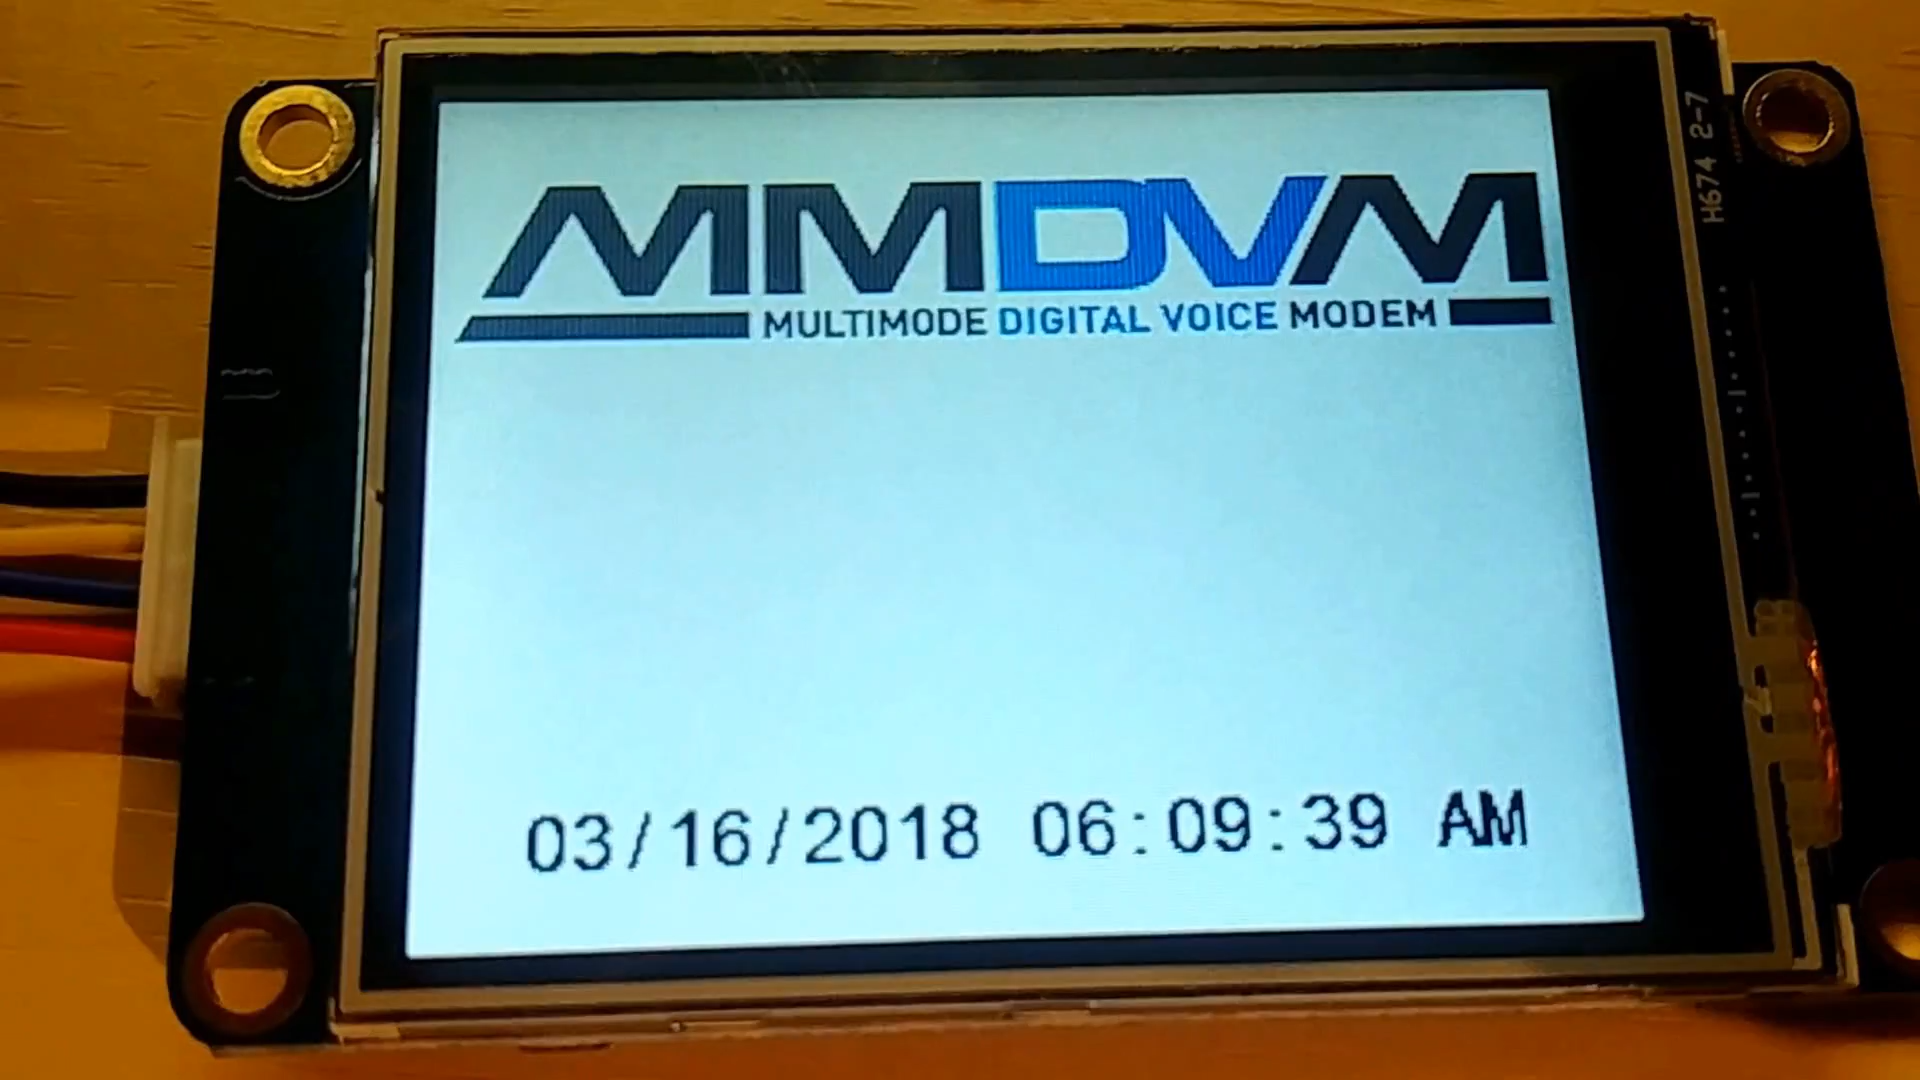 MMDVM
MULTIMODE DIGITAL VOICE MODEM
03/16/2018 06:09:39 AM
H674 2-7